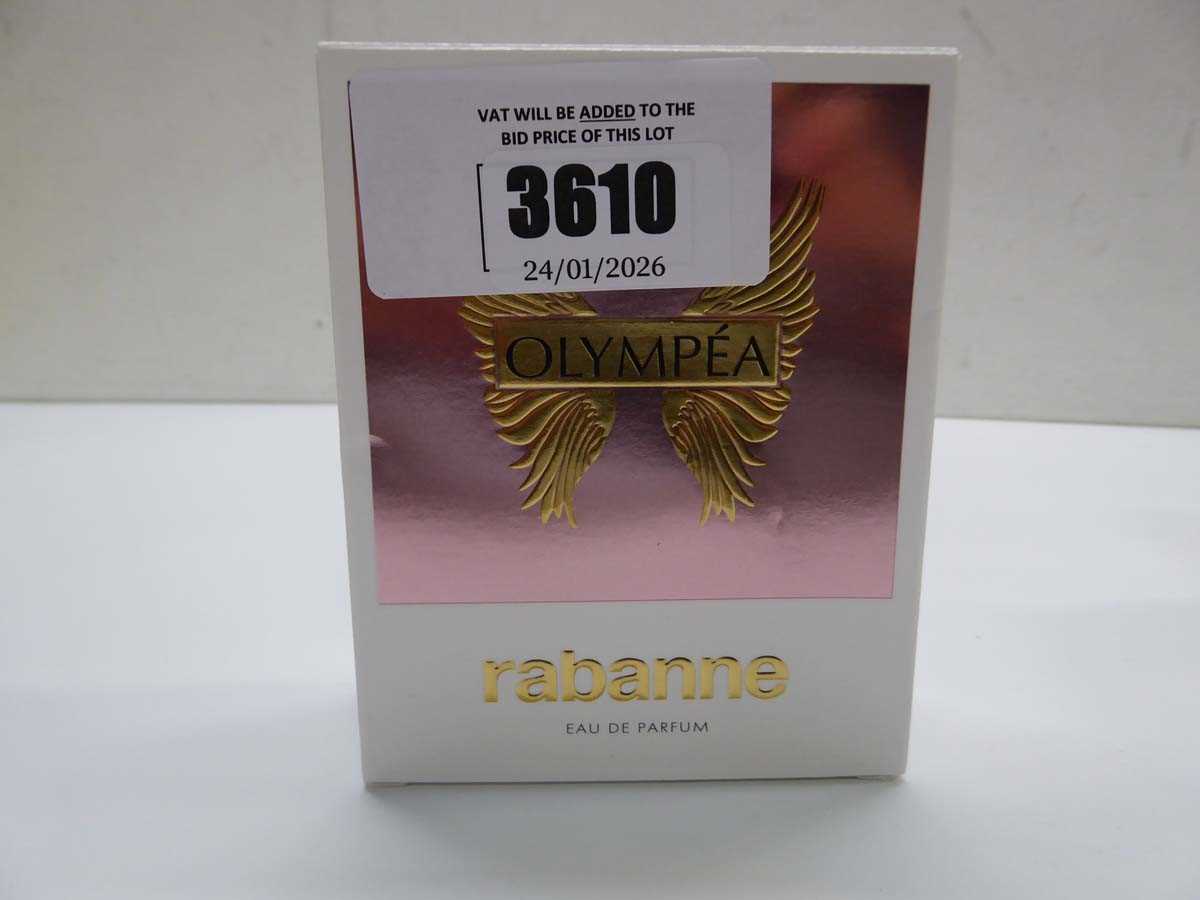 VAT WILL BE ADDED TO THE
BID PRICE OF THIS LOT
3610
24/01/2026
OLYMPÉA
rabanne
EAU DE PARFUM